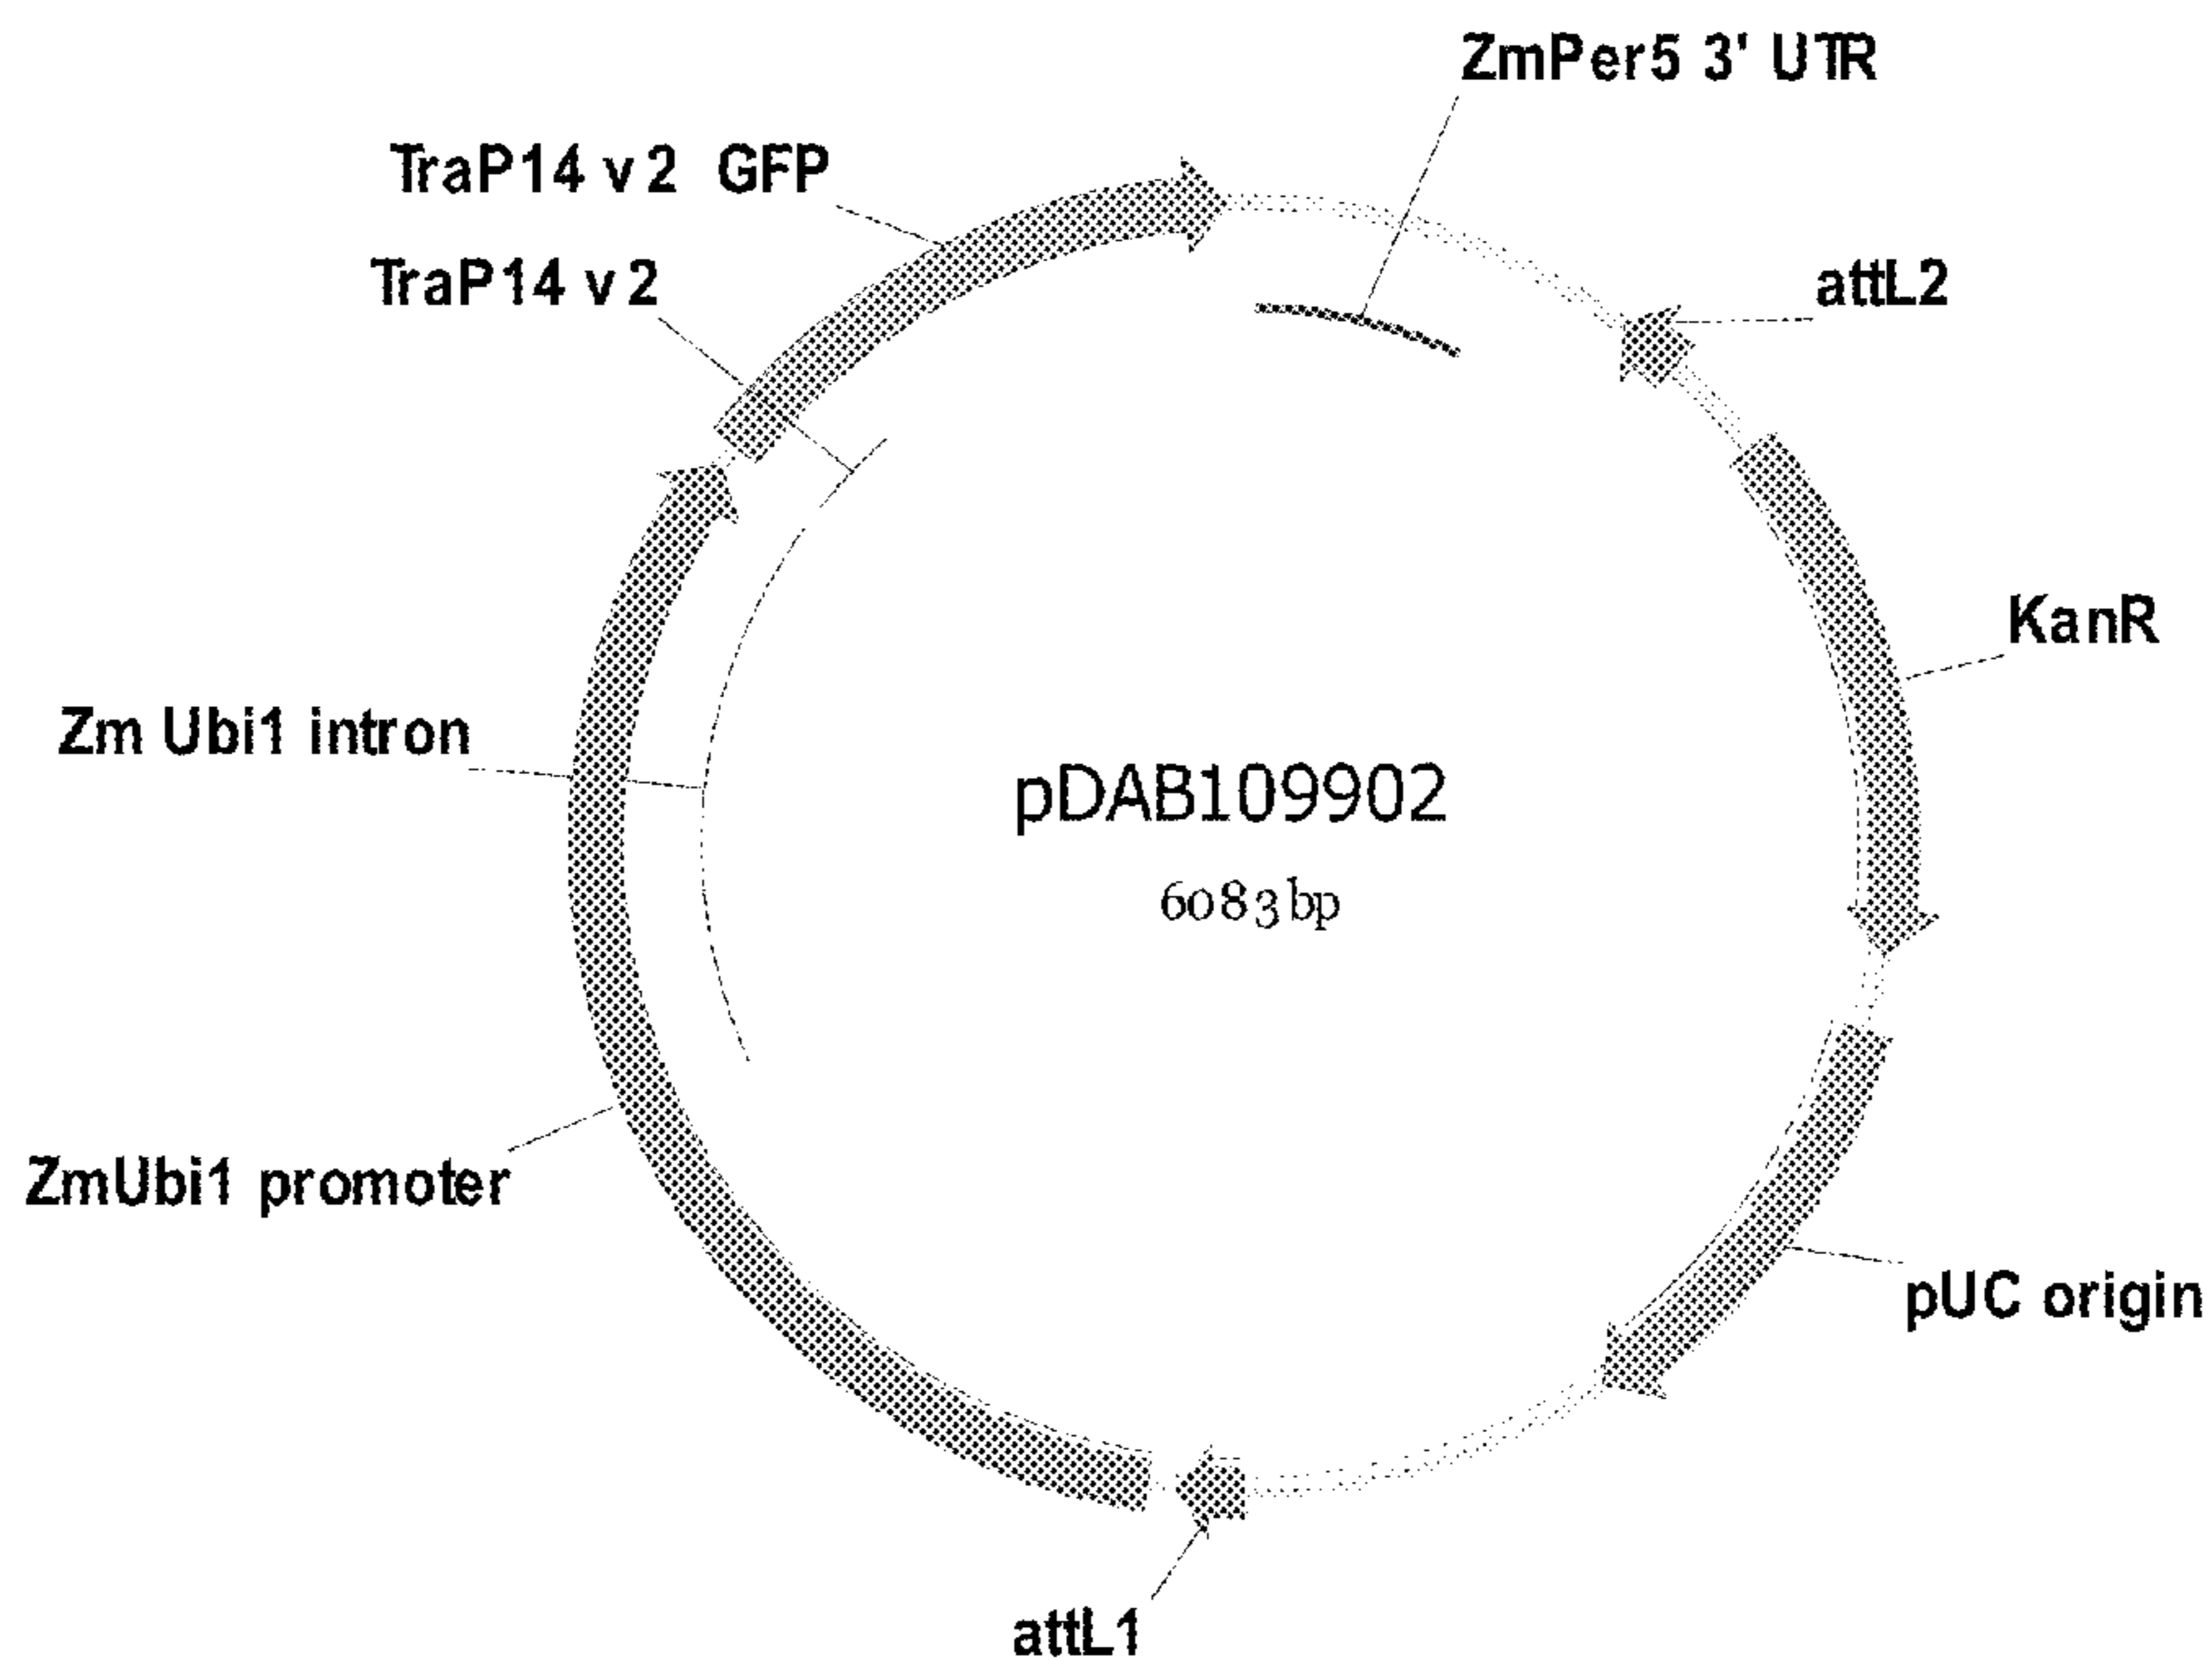 ZmPer5 3' UTR
TraP14 v2 GFP
TraP14 v2
attL2
KanR
Zm Ubi1 intron
pDAB109902
6083 bp
ZmUbi1 promoter
pUC origin
attL1